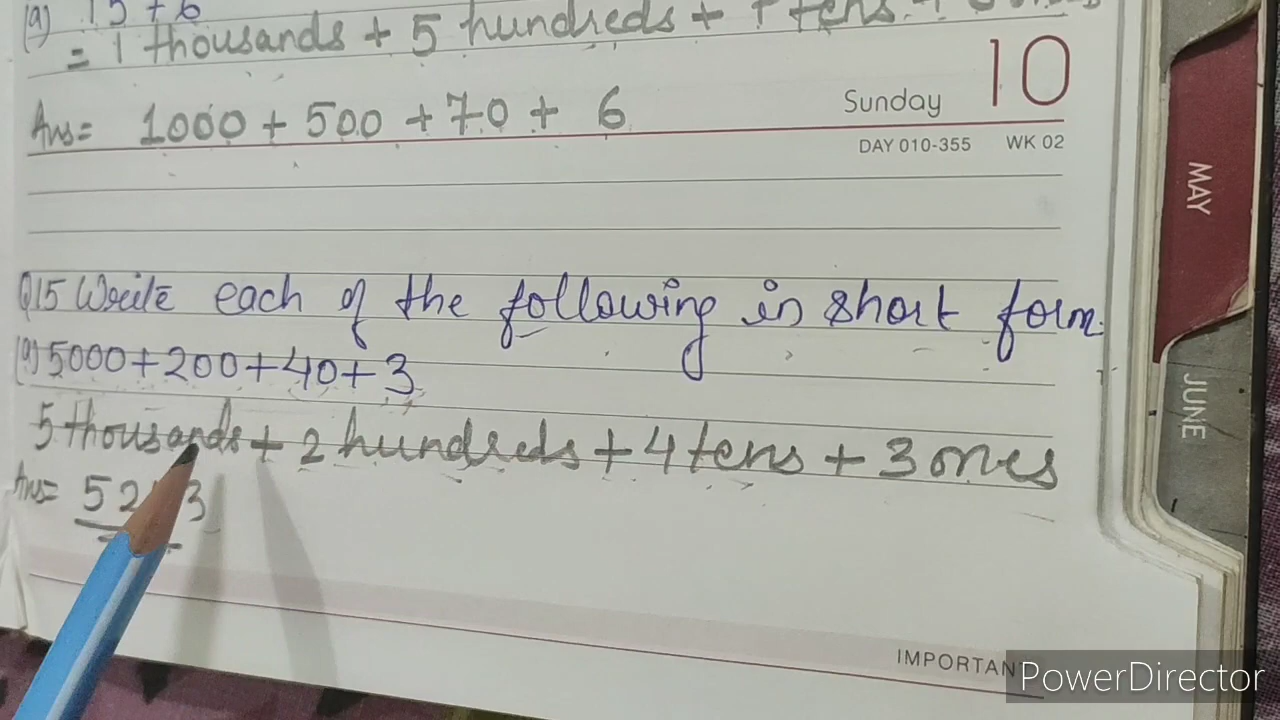 (a)
= 1 thousands + 5 hundreds + tens +
Ans= 1000 + 500 + 70 + 6
Sunday 10
DAY 010-355 WK 02
MAY
Q15 Write each of the following in short form.
(a) 5000+200+40+3
JUNE
5 thousands + 2 hundreds + 4 tens + 3 ones
Ans= 52 3
IMPORTAN
PowerDirector